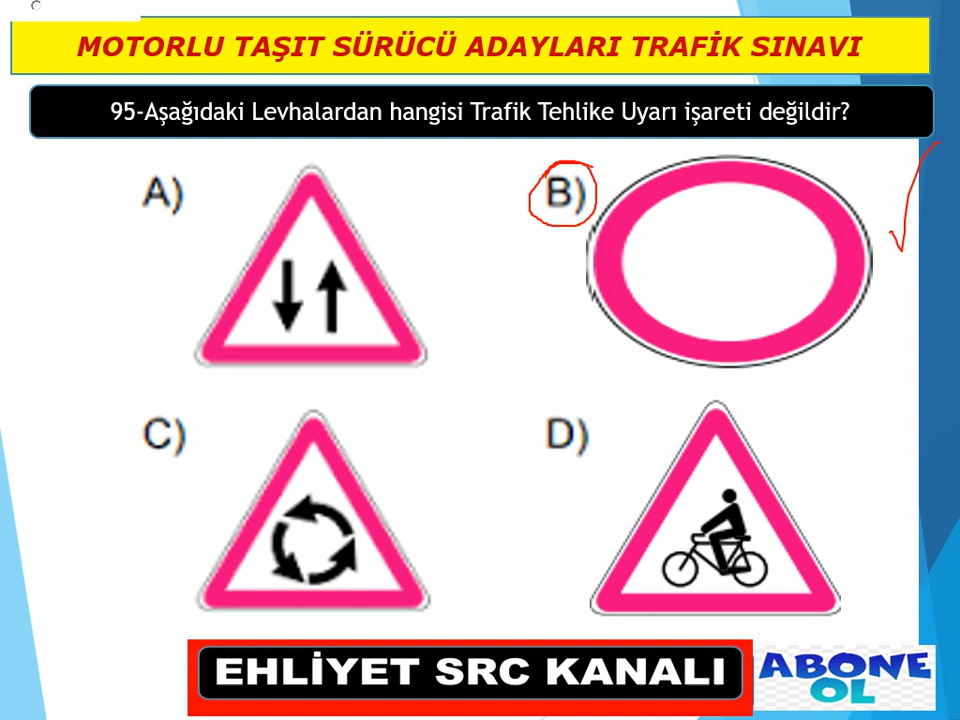 MOTORLU TAŞIT SÜRÜCÜ ADAYLARI TRAFİK SINAVI
95-Aşağıdaki Levhalardan hangisi Trafik Tehlike Uyarı işareti değildir?
A)
B)
C)
D)
EHLİYET SRC KANALI
ABONE
OL